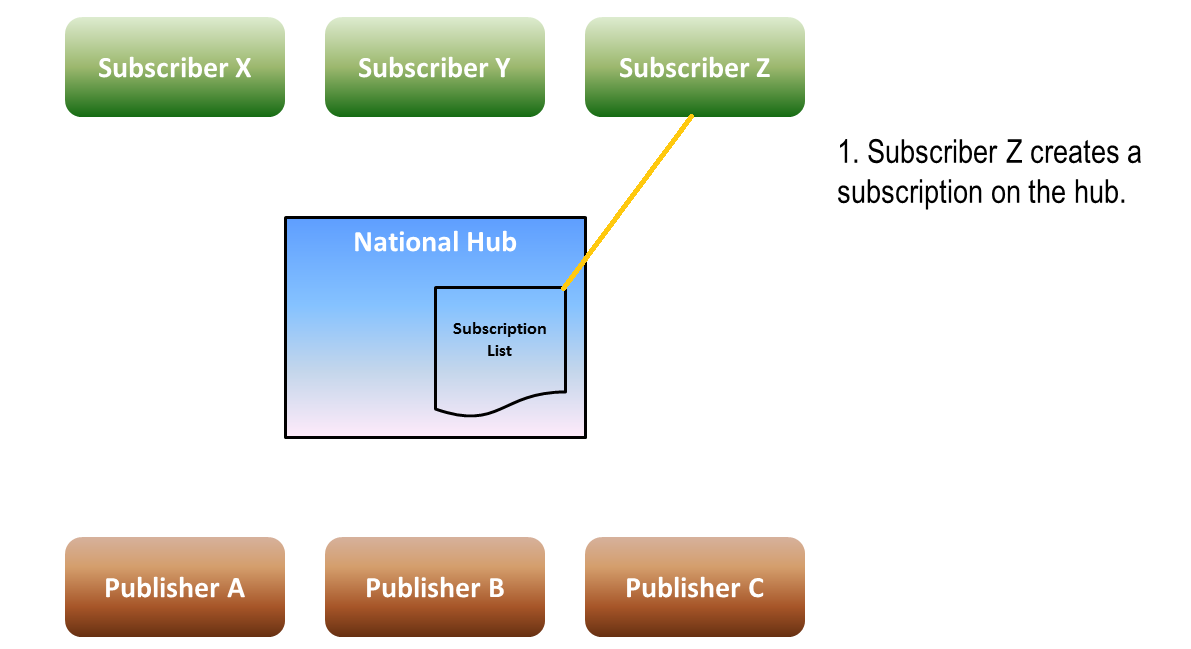 Subscriber X
Subscriber Y
Subscriber Z
1. Subscriber Z creates a
subscription on the hub.
National Hub
Subscription
List
Publisher A
Publisher B
Publisher C